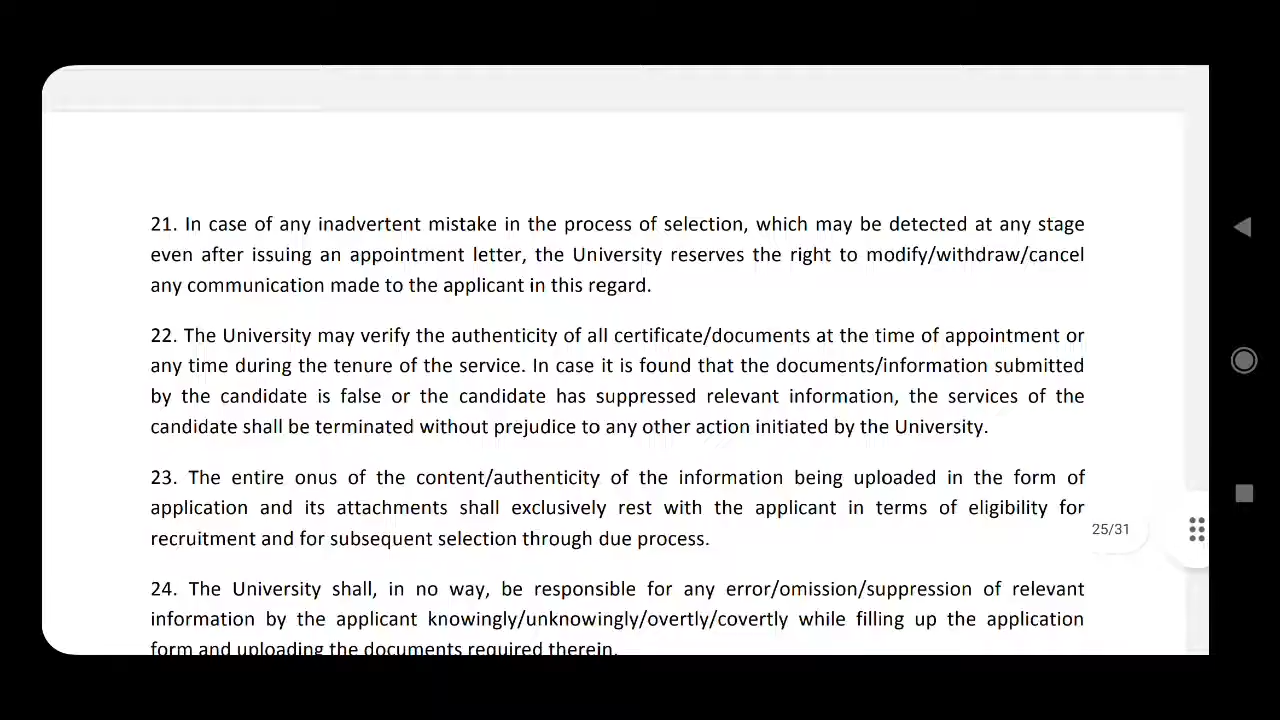 21. In case of any inadvertent mistake in the process of selection, which may be detected at any stage
even after issuing an appointment letter, the University reserves the right to modify/withdraw/cancel
any communication made to the applicant in this regard.
22. The University may verify the authenticity of all certificate/documents at the time of appointment or
any time during the tenure of the service. In case it is found that the documents/information submitted
by the candidate is false or the candidate has suppressed relevant information, the services of the
candidate shall be terminated without prejudice to any other action initiated by the University.
23. The entire onus of the content/authenticity of the information being uploaded in the form of
application and its attachments shall exclusively rest with the applicant in terms of eligibility for
recruitment and for subsequent selection through due process.
25/31
24. The University shall, in no way, be responsible for any error/omission/suppression of relevant
information by the applicant knowingly/unknowingly/overtly/covertly while filling up the application
form and uploading the documents required therein.